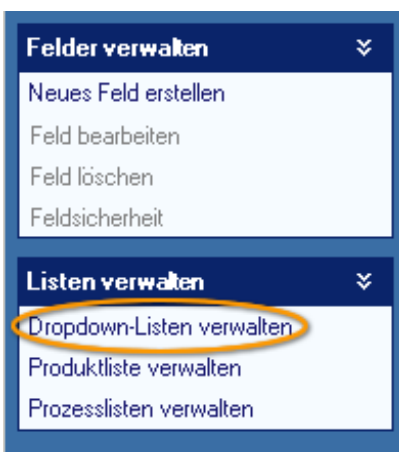 Felder verwalten
Neues Feld erstellen
Feld bearbeiten
Feld löschen
Feldsicherheit
Listen verwalten
Dropdown-Listen verwalten
Produktliste verwalten
Prozesslisten verwalten